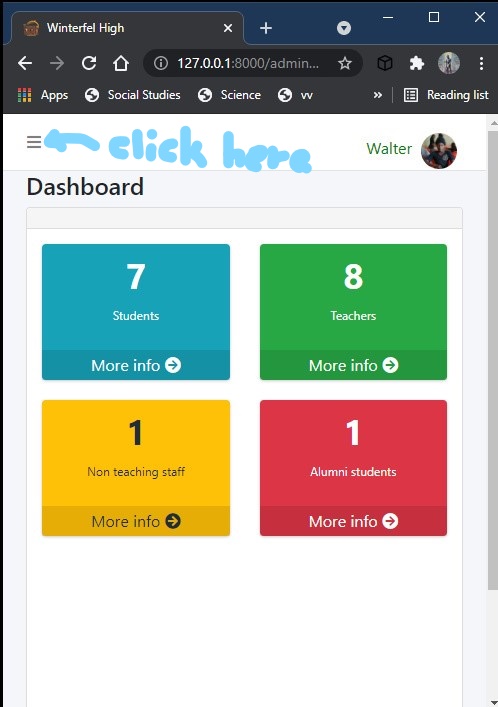 Winterfel High
127.0.0.1:8000/admin...
Apps Social Studies Science vv » Reading list
click here
Walter
Dashboard
7 8
Students Teachers
More info More info
1 1
Non teaching staff Alumni students
More info More info